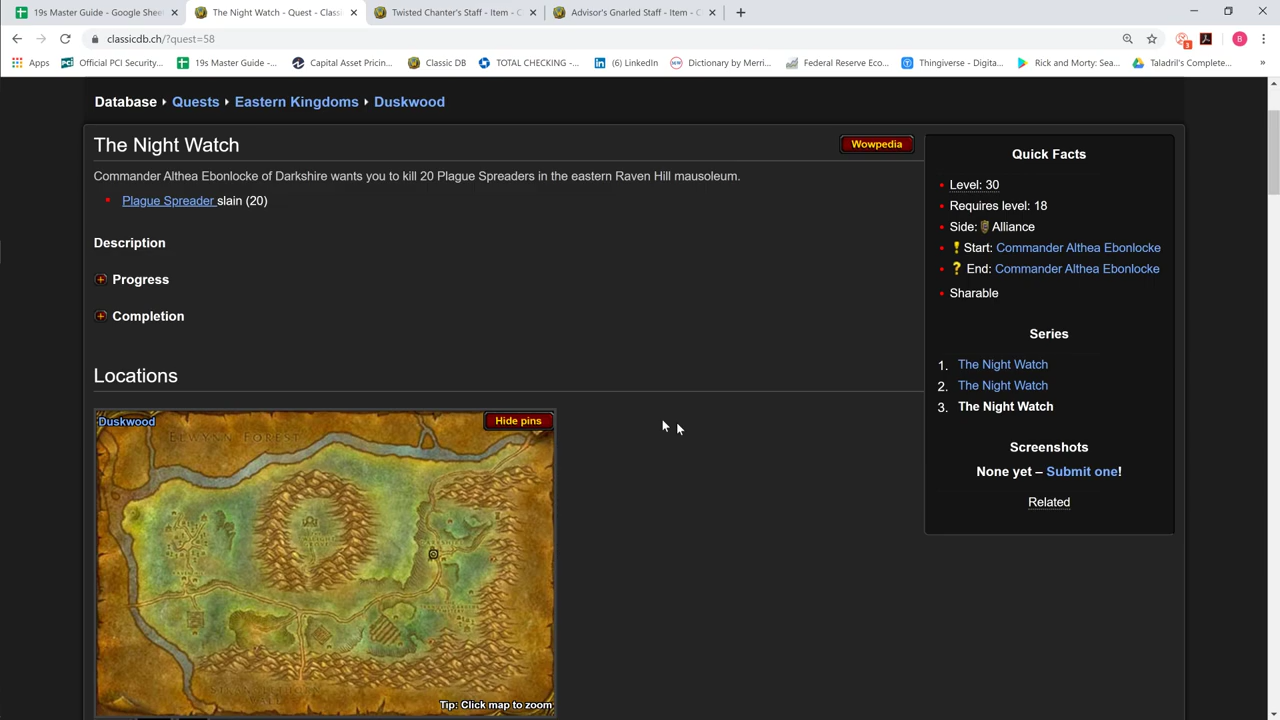 19s Master Guide - Google Sheet
The Night Watch - Quest - Classi
Twisted Chanter's Staff - Item - C
Advisor's Gnarled Staff - Item - C
classicdb.ch/?quest=58
3
B
Apps
Official PCI Security...
19s Master Guide -...
Capital Asset Pricin...
Classic DB
TOTAL CHECKING -...
(6) LinkedIn
Dictionary by Merri...
Federal Reserve Eco...
Thingiverse - Digita...
Rick and Morty: Sea...
Taladril's Complete...
Database Quests Eastern Kingdoms Duskwood
The Night Watch
Wowpedia
Commander Althea Ebonlocke of Darkshire wants you to kill 20 Plague Spreaders in the eastern Raven Hill mausoleum.
Plague Spreader slain (20)
Description
Progress
Completion
Locations
Duskwood
Hide pins
ELWYNN FOREST
Tip: Click map to zoom
Quick Facts
Level: 30
Requires level: 18
Side: Alliance
Start: Commander Althea Ebonlocke
End: Commander Althea Ebonlocke
Sharable
Series
1. The Night Watch
2. The Night Watch
3. The Night Watch
Screenshots
None yet – Submit one!
Related